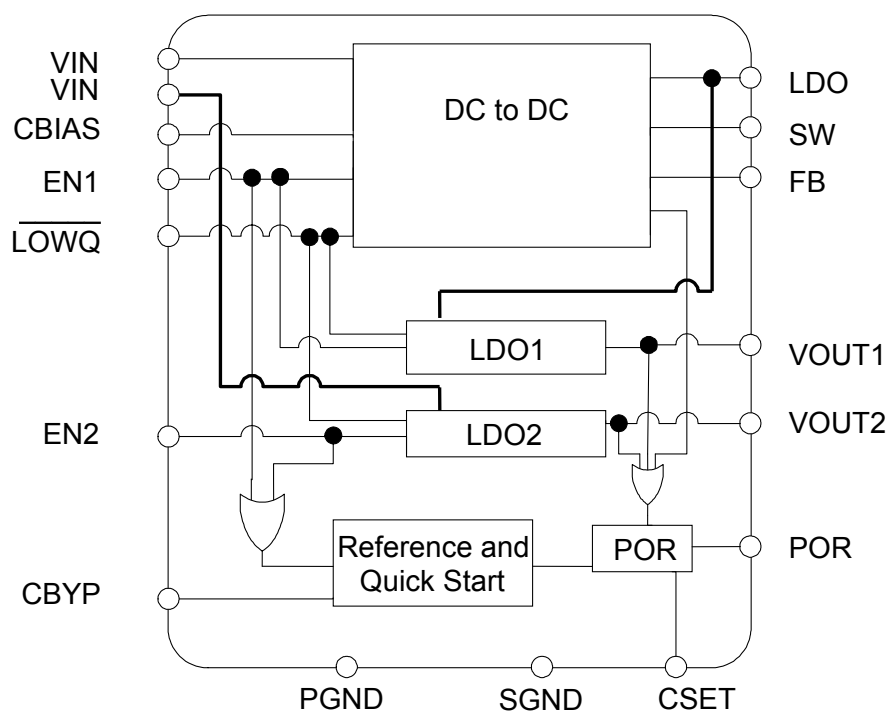 VIN
VIN
CBIAS
EN1
LOWQ
EN2
CBYP
DC to DC
LDO1
LDO2
Reference and
Quick Start
POR
LDO
SW
FB
VOUT1
VOUT2
POR
PGND
SGND
CSET